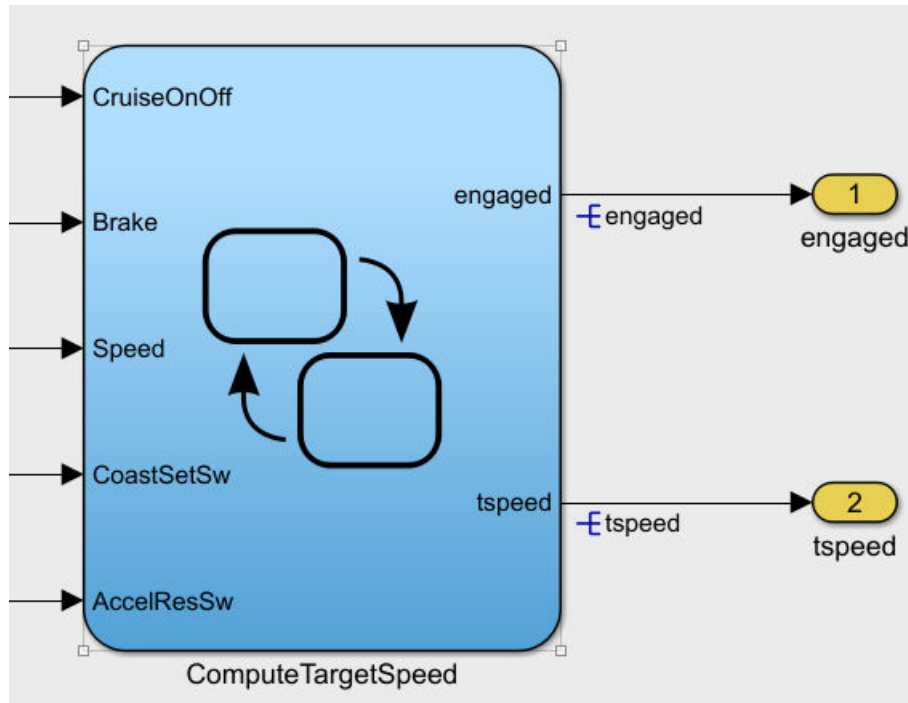 CruiseOnOff
Brake
Speed
CoastSetSw
AccelResSw
engaged
engaged
1
engaged
tspeed
tspeed
2
tspeed
ComputeTargetSpeed